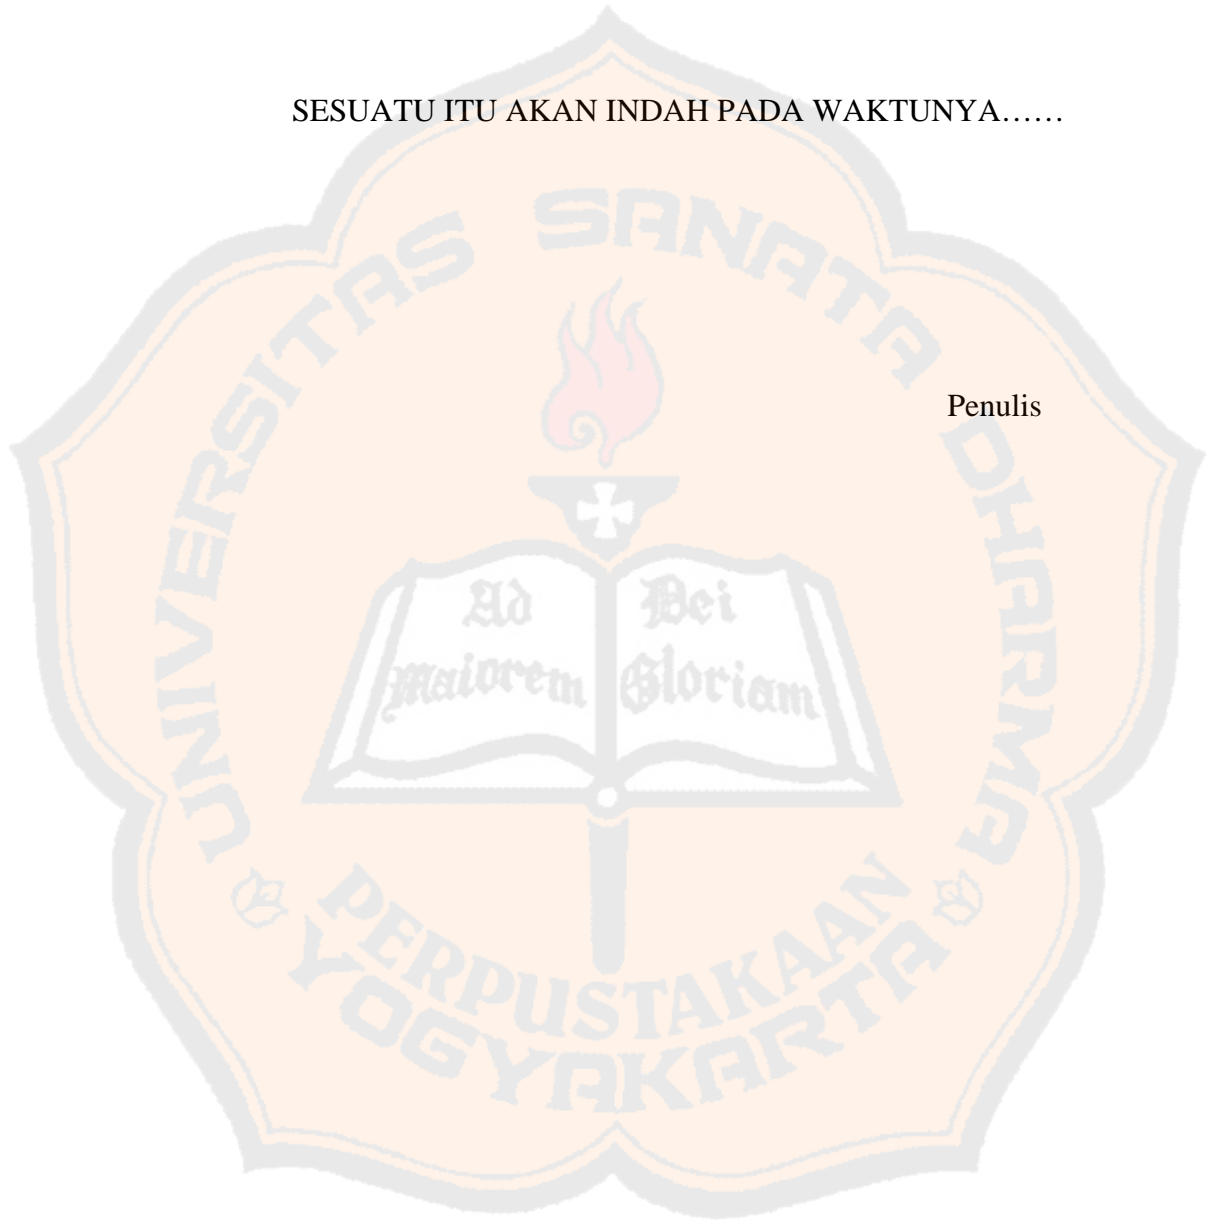 SESUATU ITU AKAN INDAH PADA WAKTUNYA……
UNIVERSITAS SANATA DHARMA
Penulis
Ad
Maiorem
Dei
Gloriam
PERPUSTAKAAN
YOGYAKARTA